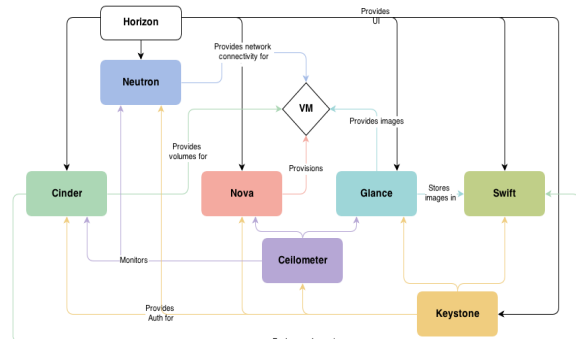 Provides
UI
Horizon
Provides network
connectivity for
Neutron
VM
Provides images
Provides
volumes for
Provisions
Cinder
Nova
Glance
Stores
images in
Swift
Monitors
Ceilometer
Provides
Auth for
Keystone